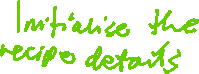 Initialise the
recipe details